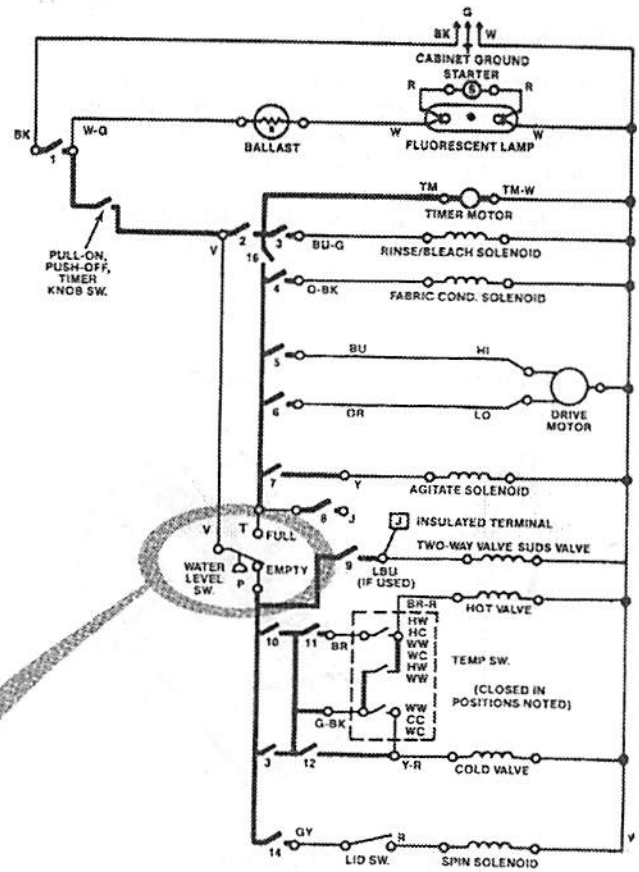 G
BK W
CABINET GROUND
STARTER
R S R
BK
W-G
1
BALLAST
W W
FLUORESCENT LAMP
TM TM-W
TIMER MOTOR
PULL-ON,
PUSH-OFF,
TIMER
KNOB SW.
V 2 3 BU-G
RINSE/BLEACH SOLENOID
16
4 O-BK
FABRIC COND. SOLENOID
5 BU HI
6 OR LO
DRIVE
MOTOR
7 Y
AGITATE SOLENOID
8 J
V T FULL
J INSULATED TERMINAL
WATER
LEVEL
SW.
P EMPTY
9
LBU
(IF USED)
TWO-WAY VALVE SUDS VALVE
BR-R
HOT VALVE
10 11 BR
HW
HC
WW
WC
HW
WW
TEMP SW.
(CLOSED IN
POSITIONS NOTED)
G-BK
WW
CC
WC
3 12 Y-R
COLD VALVE
14 GY
LID SW.
R
SPIN SOLENOID
W